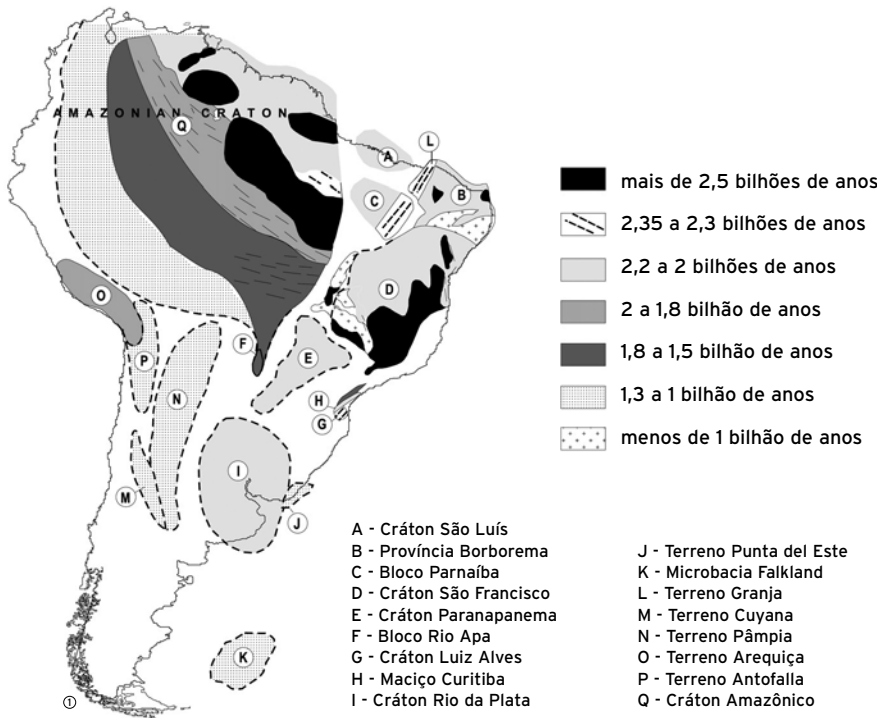 AMAZONIAN CRATON
Q
A
L
C
B
D
O
P
F
E
N
H
G
I
M
J
K
①
mais de 2,5 bilhões de anos
2,35 a 2,3 bilhões de anos
2,2 a 2 bilhões de anos
2 a 1,8 bilhão de anos
1,8 a 1,5 bilhão de anos
1,3 a 1 bilhão de anos
menos de 1 bilhão de anos
A - Cráton São Luís
B - Província Borborema
C - Bloco Parnaíba
D - Cráton São Francisco
E - Cráton Paranapanema
F - Bloco Rio Apa
G - Cráton Luiz Alves
H - Maciço Curitiba
I - Cráton Rio da Plata
J - Terreno Punta del Este
K - Microbacia Falkland
L - Terreno Granja
M - Terreno Cuyana
N - Terreno Pâmpia
O - Terreno Arequiça
P - Terreno Antofalla
Q - Cráton Amazônico